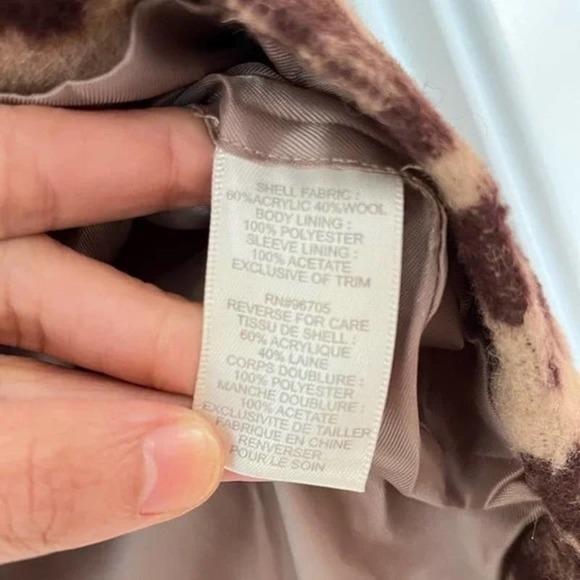 SHELL FABRIC :
60%ACRYLIC 40%WOOL
BODY LINING :
100% POLYESTER
SLEEVE LINING :
100% ACETATE
EXCLUSIVE OF TRIM
RN#96705
REVERSE FOR CARE
TISSU DE SHELL :
60% ACRYLIQUE
40% LAINE
CORPS DOUBLURE :
100% POLYESTER
MANCHE DOUBLURE :
100% ACETATE
EXCLUSIVITE DE TAILLER
FABRIQUE EN CHINE
RENVERSER
POUR LE SOIN